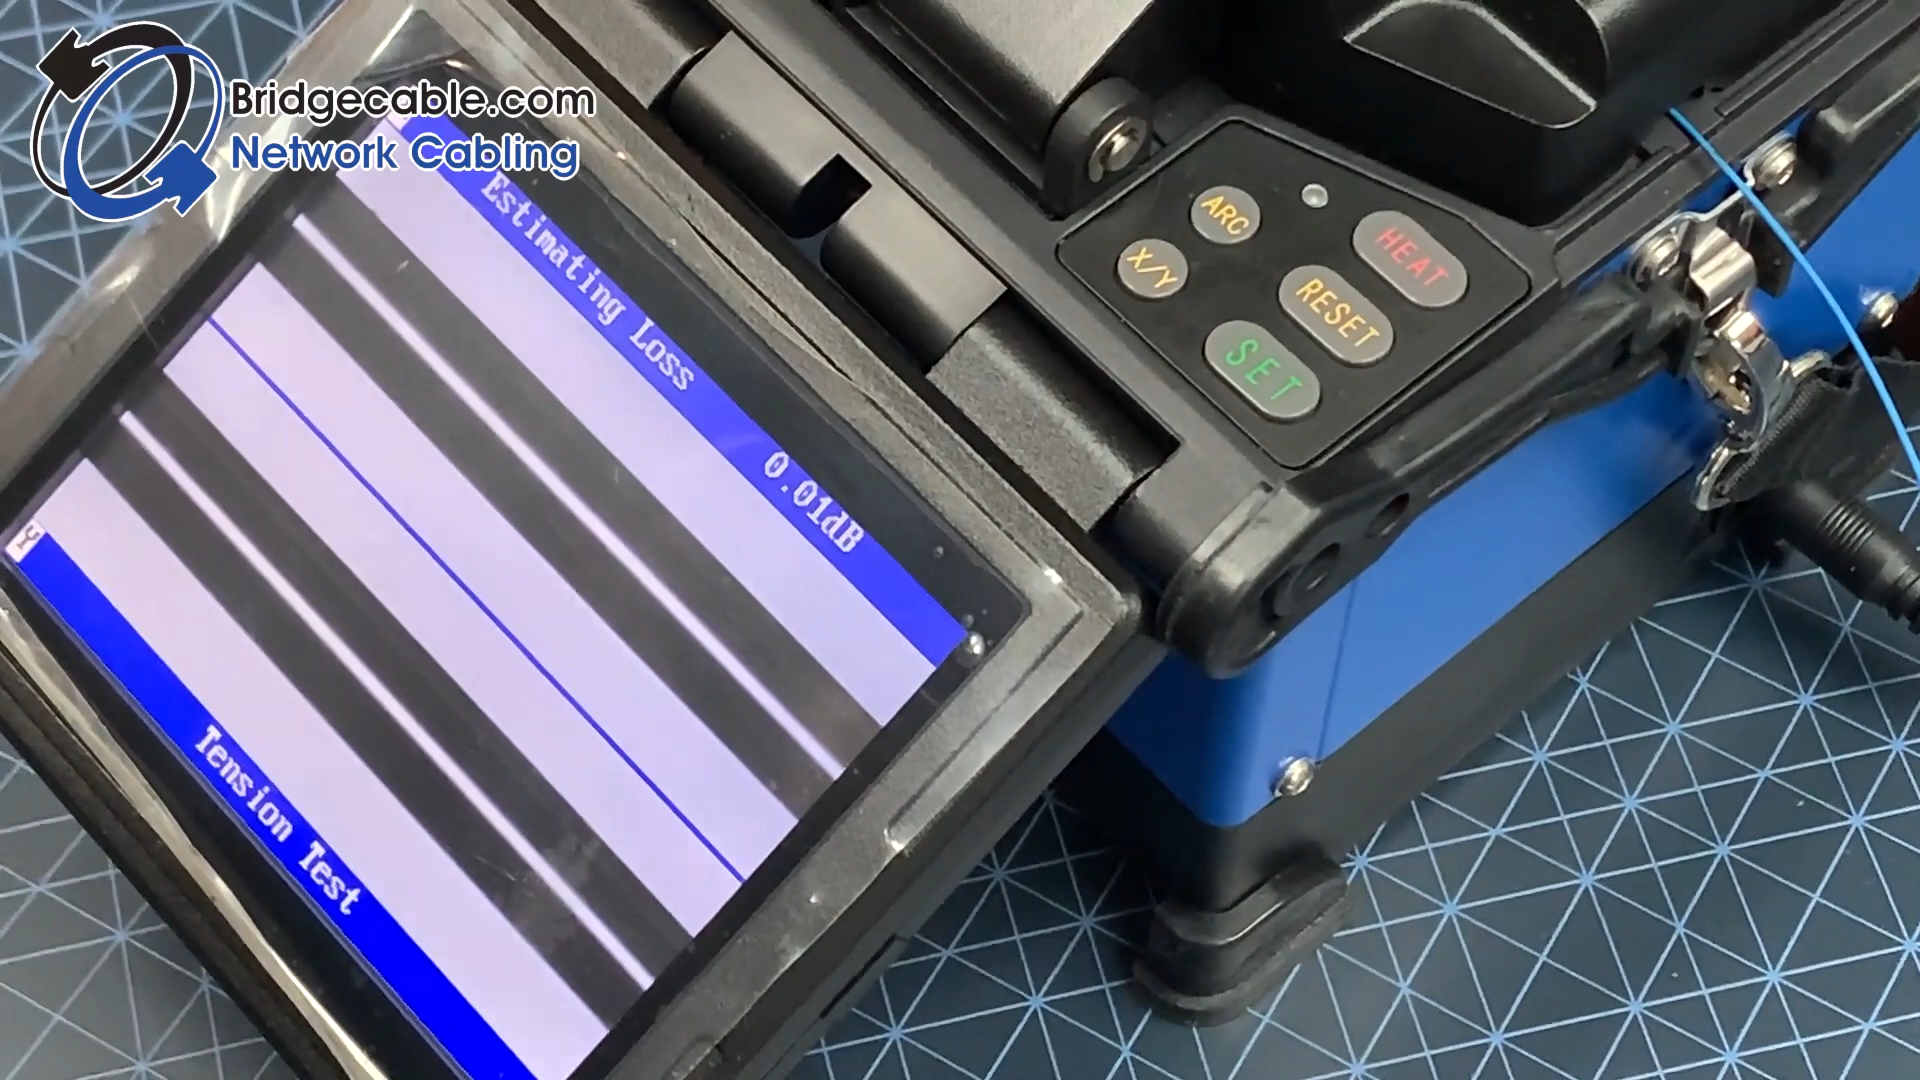 Bridgecable.com
Network Cabling
Estimating Loss 0.01dB
Y
Tension Test
ARC
X/Y
HEAT
RESET
SET